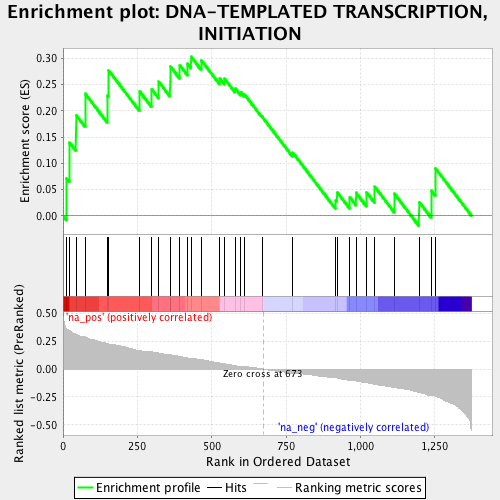 Enrichment plot: DNA-TEMPLATED TRANSCRIPTION,
INITIATION
Enrichment score (ES)
0.30
0.25
0.20
0.15
0.10
0.05
0.00
Ranked list metric (PreRanked)
'na_pos' (positively correlated)
0.50
0.25
0.00
-0.25
-0.50
Zero cross at 673
'na_neg' (negatively correlated)
0 250 500 750 1,000 1,250
Rank in Ordered Dataset
Enrichment profile Hits Ranking metric scores